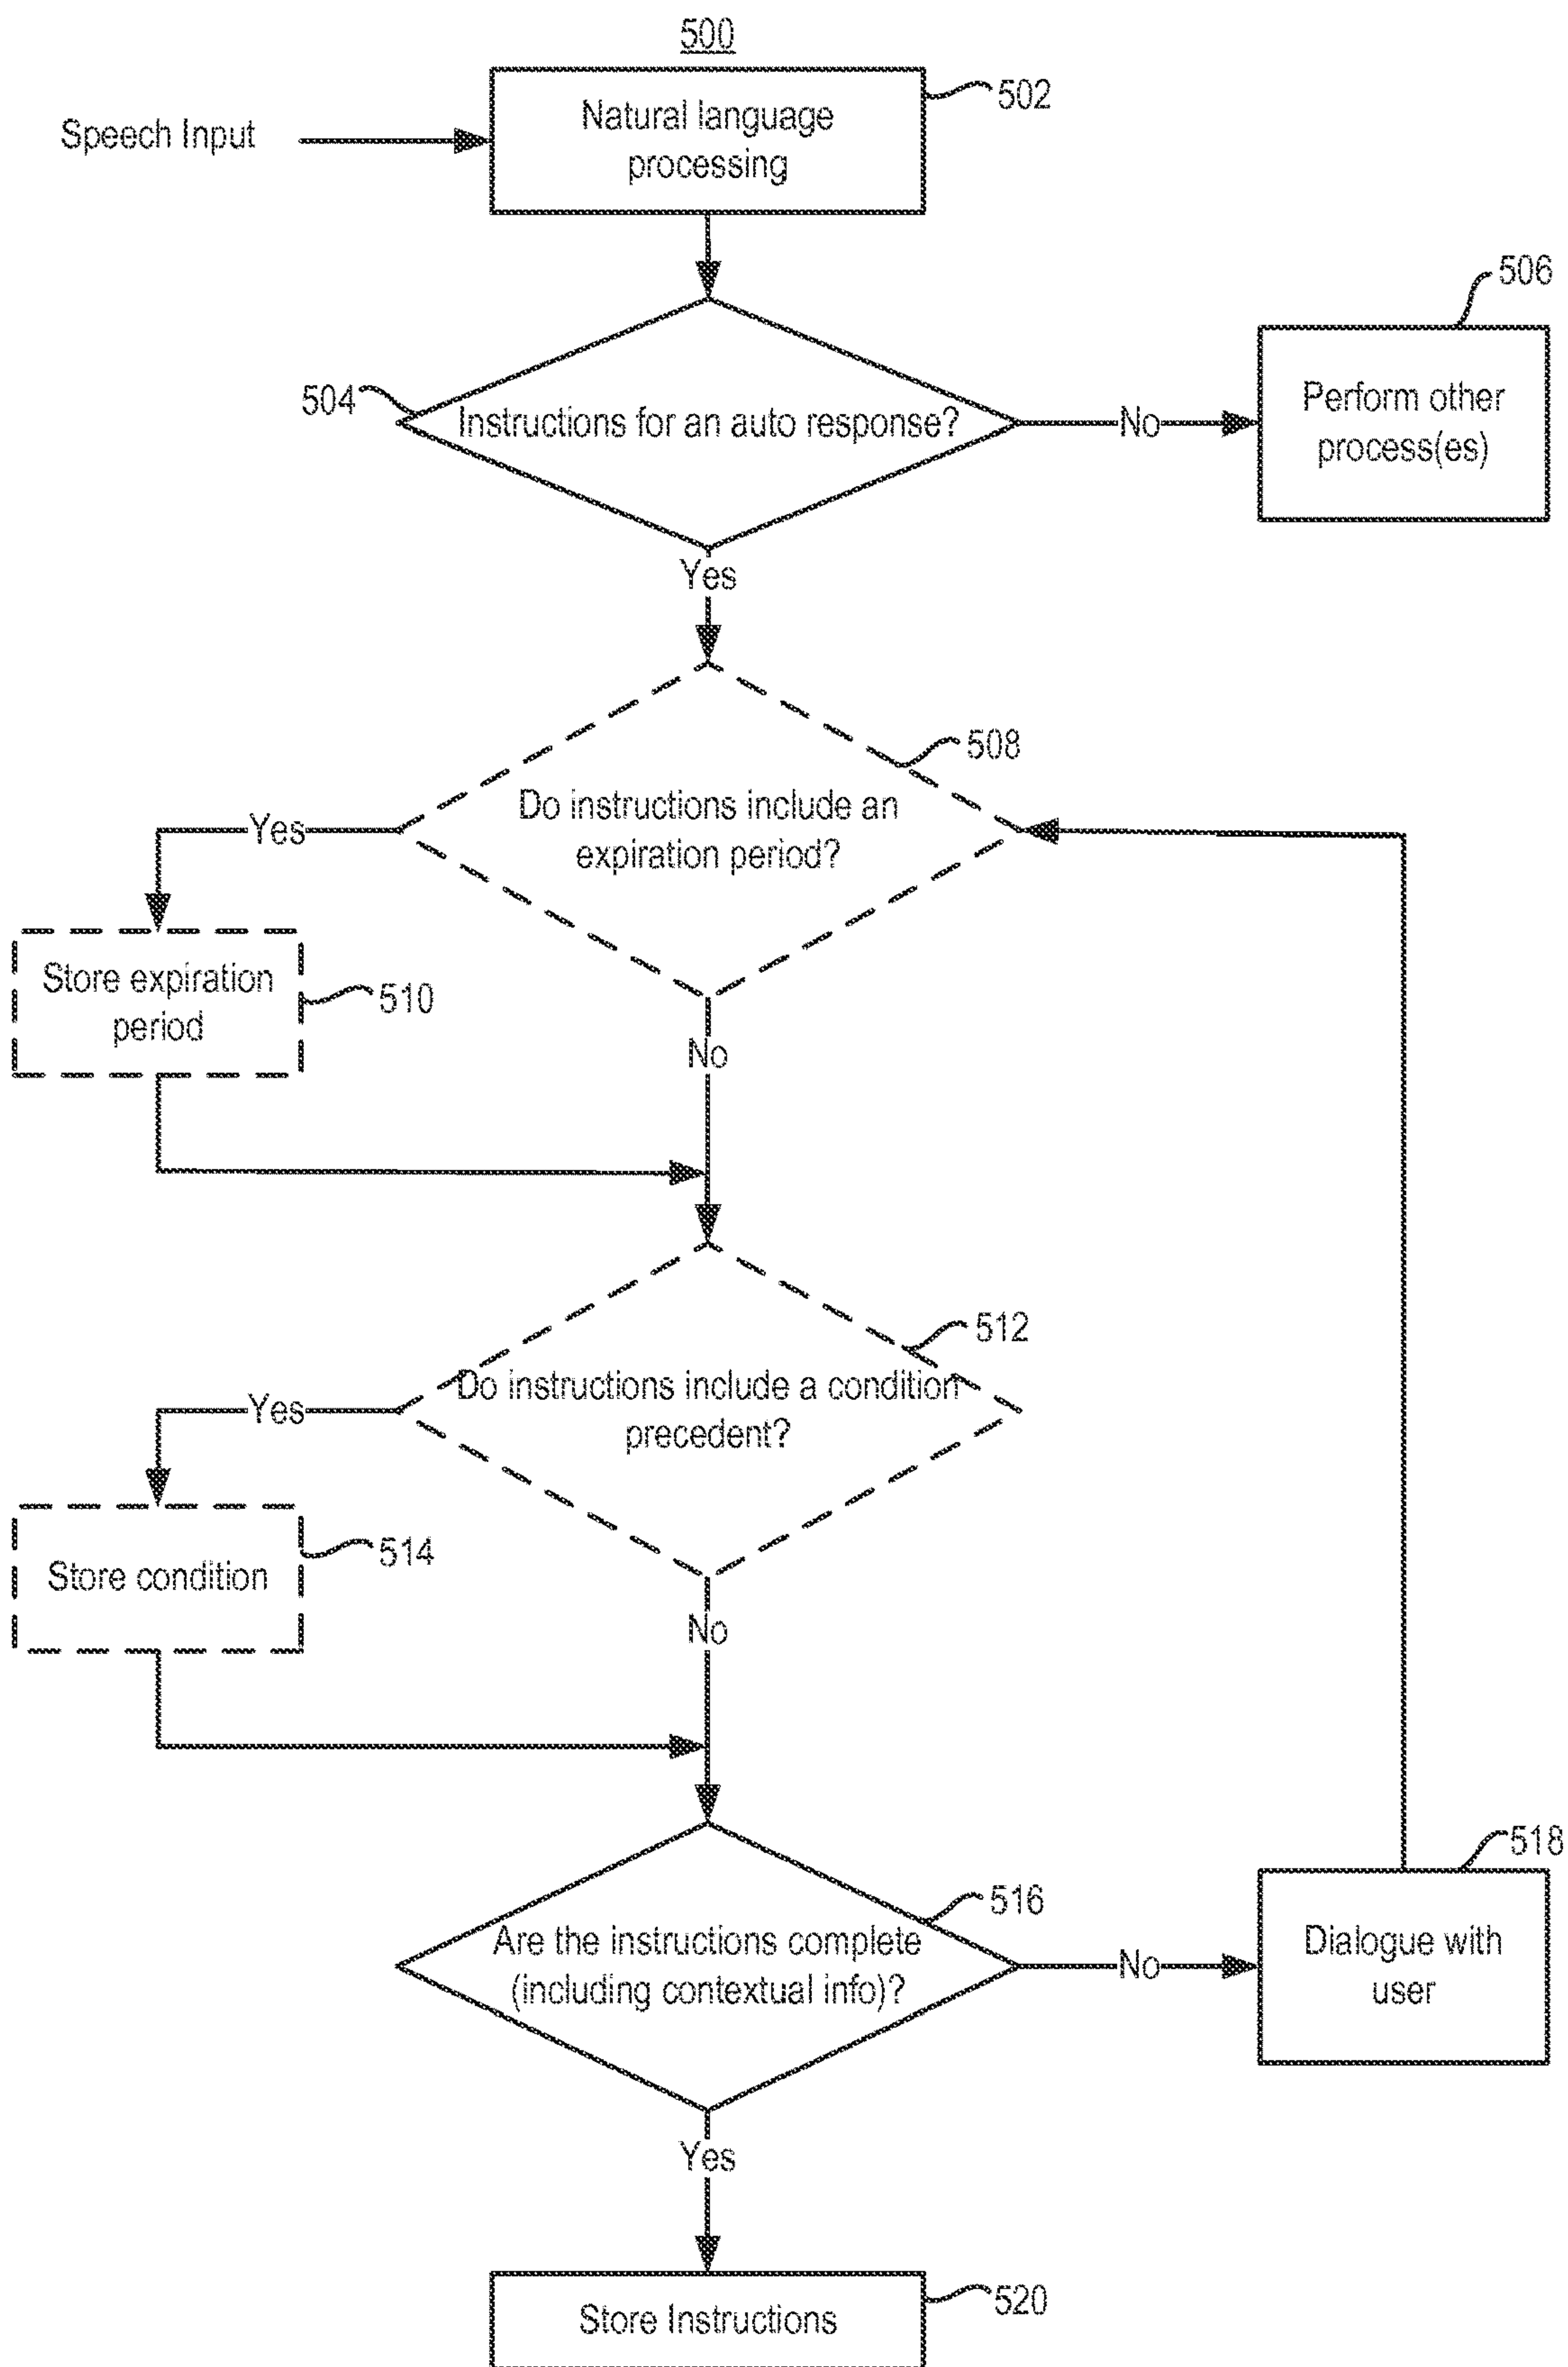 500
502
Speech Input
Natural language
processing
506
504
Instructions for an auto response?
No
Perform other
process(es)
Yes
508
Do instructions include an
expiration period?
Yes
Store expiration
period
510
No
512
Do instructions include a condition
precedent?
Yes
514
Store condition
No
518
516
Are the instructions complete
(including contextual info)?
No
Dialogue with
user
Yes
520
Store Instructions